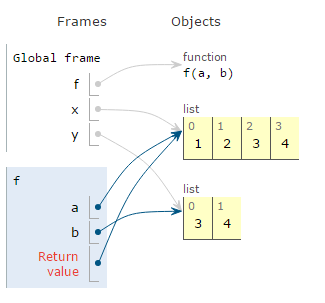 Frames Objects
Global frame
f
x
y
function
f(a, b)
list
0 1 2 3
1 2 3 4
f
a
b
Return
value
list
0 1
3 4